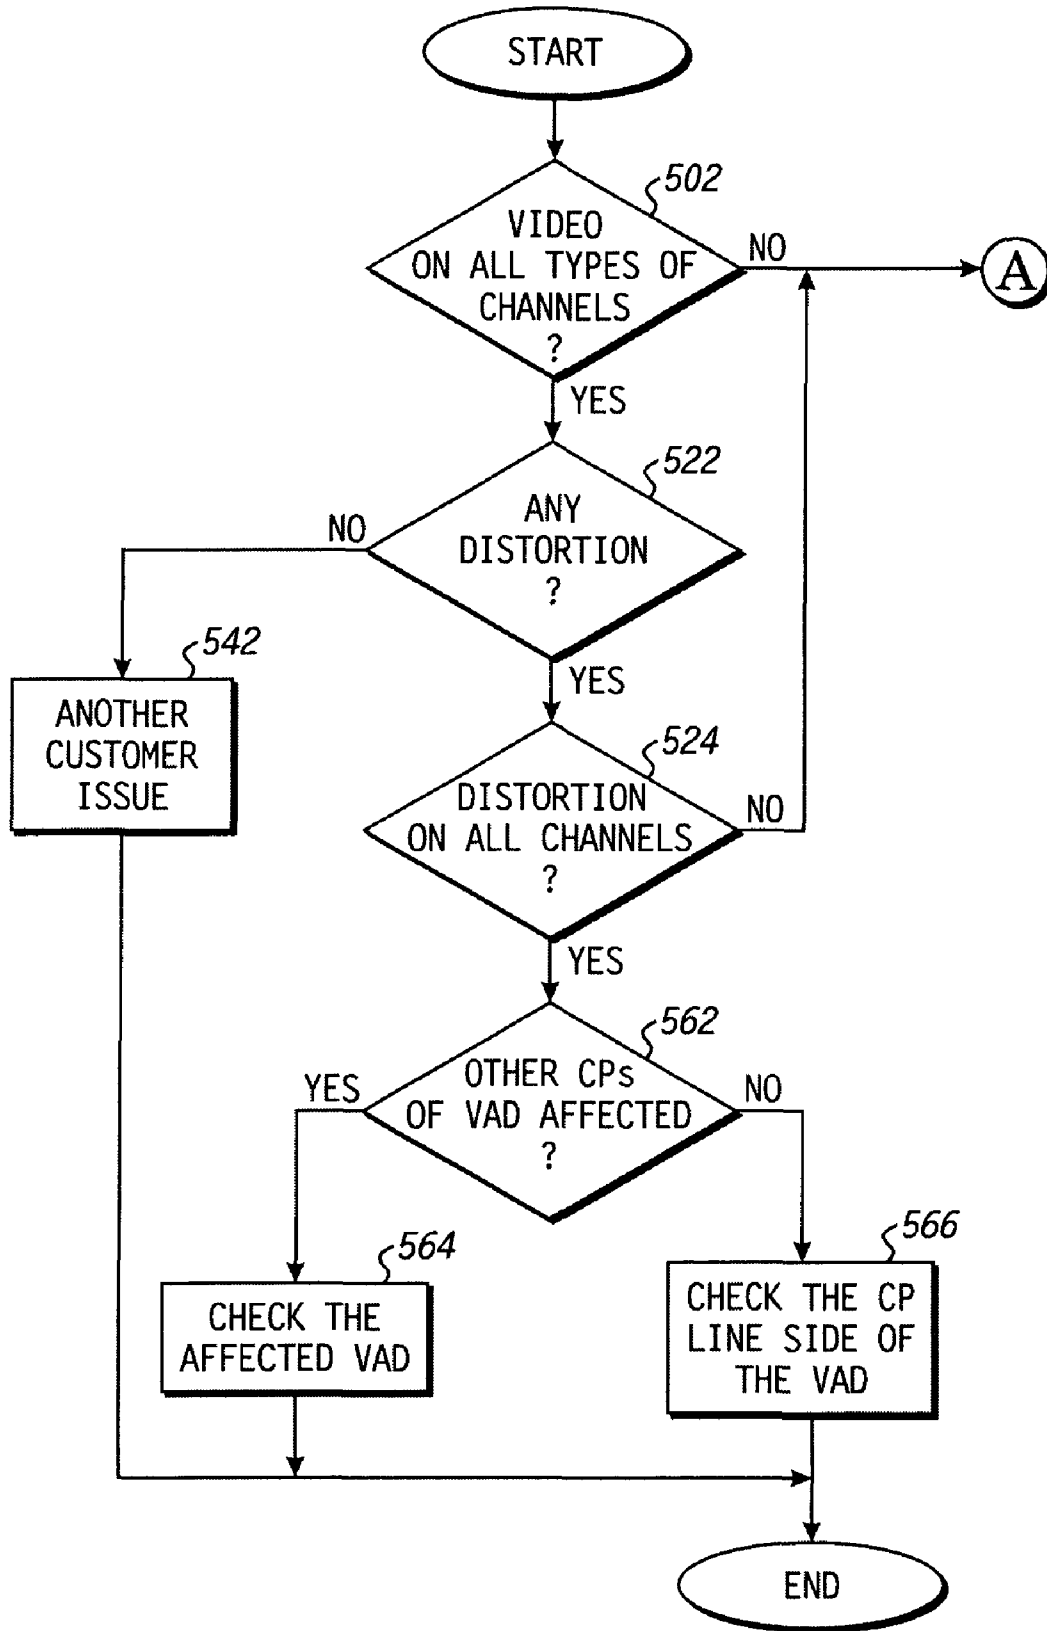 START
502
VIDEO
ON ALL TYPES OF
CHANNELS
?
NO
A
YES
522
ANY
DISTORTION
?
NO
YES
542
ANOTHER
CUSTOMER
ISSUE
524
DISTORTION
ON ALL CHANNELS
?
NO
YES
562
OTHER CPs
OF VAD AFFECTED
?
YES
NO
564
CHECK THE
AFFECTED VAD
566
CHECK THE CP
LINE SIDE OF
THE VAD
END